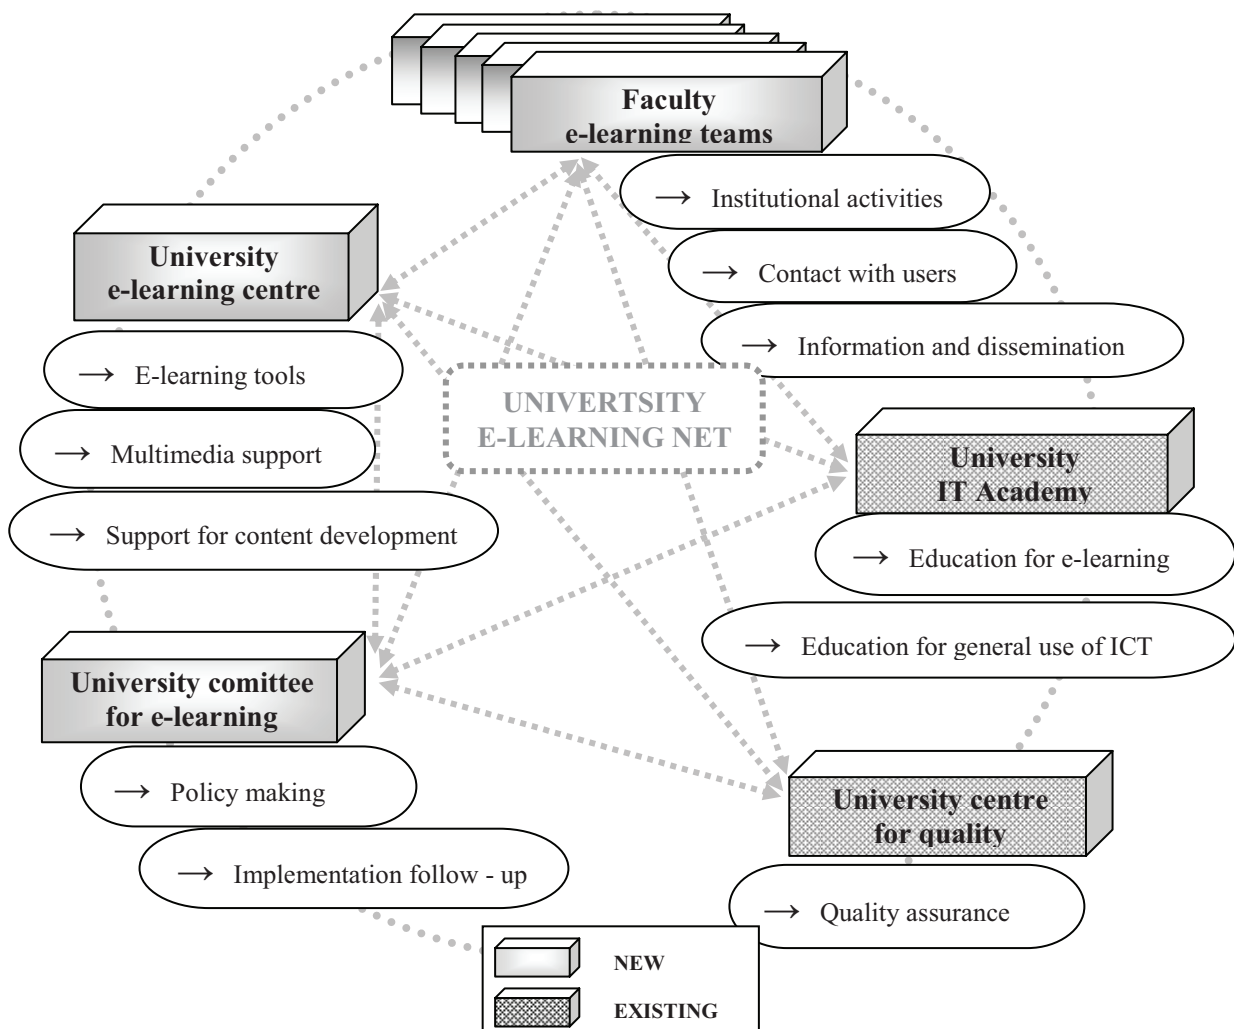 Faculty
e-learning teams
→ Institutional activities
→ Contact with users
→ Information and dissemination
University
e-learning centre
→ E-learning tools
→ Multimedia support
→ Support for content development
UNIVERTSITY
E-LEARNING NET
University
IT Academy
→ Education for e-learning
→ Education for general use of ICT
University comittee
for e-learning
→ Policy making
→ Implementation follow - up
University centre
for quality
→ Quality assurance
NEW
EXISTING